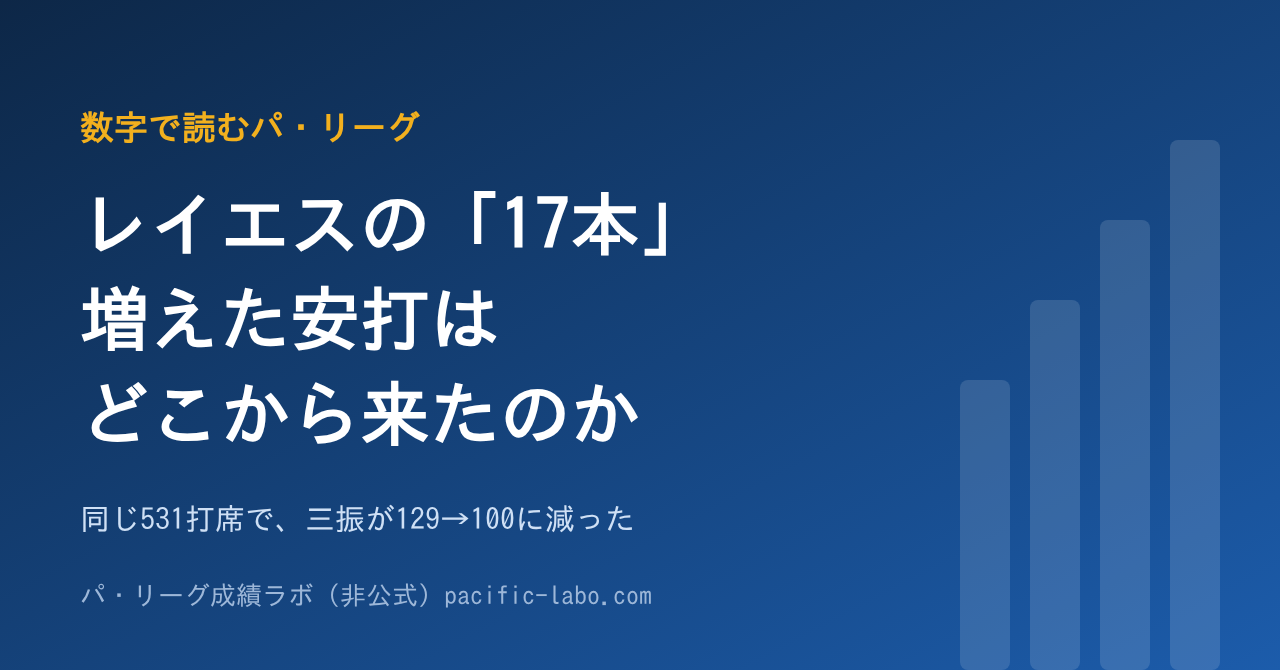 数字で読むパ・リーグ
レイエスの「17本」
増えた安打は
どこから来たのか
同じ531打席で、三振が129→100に減った
パ・リーグ成績ラボ（非公式）pacific-labo.com